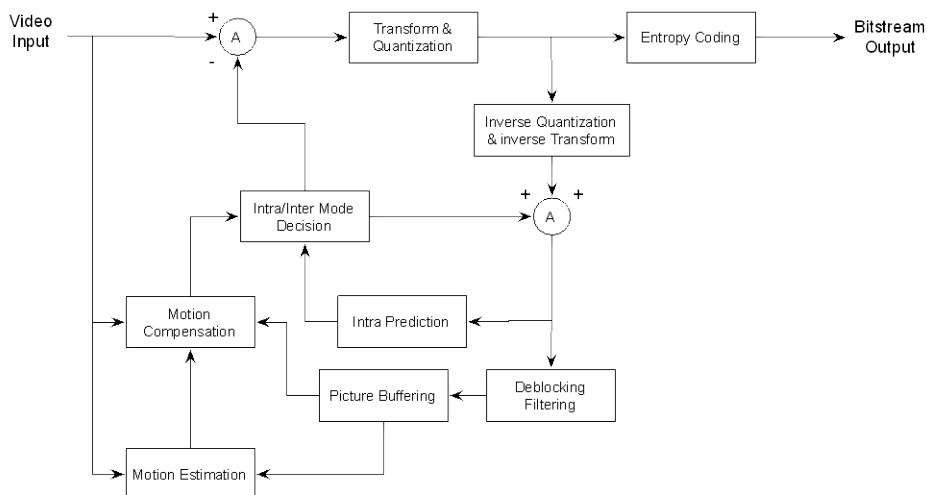 Video
Input
+
A
-
Transform &
Quantization
Entropy Coding
Bitstream
Output
Inverse Quantization
& inverse Transform
+ +
A
Intra/Inter Mode
Decision
Motion
Compensation
Intra Prediction
Picture Buffering
Deblocking
Filtering
Motion Estimation